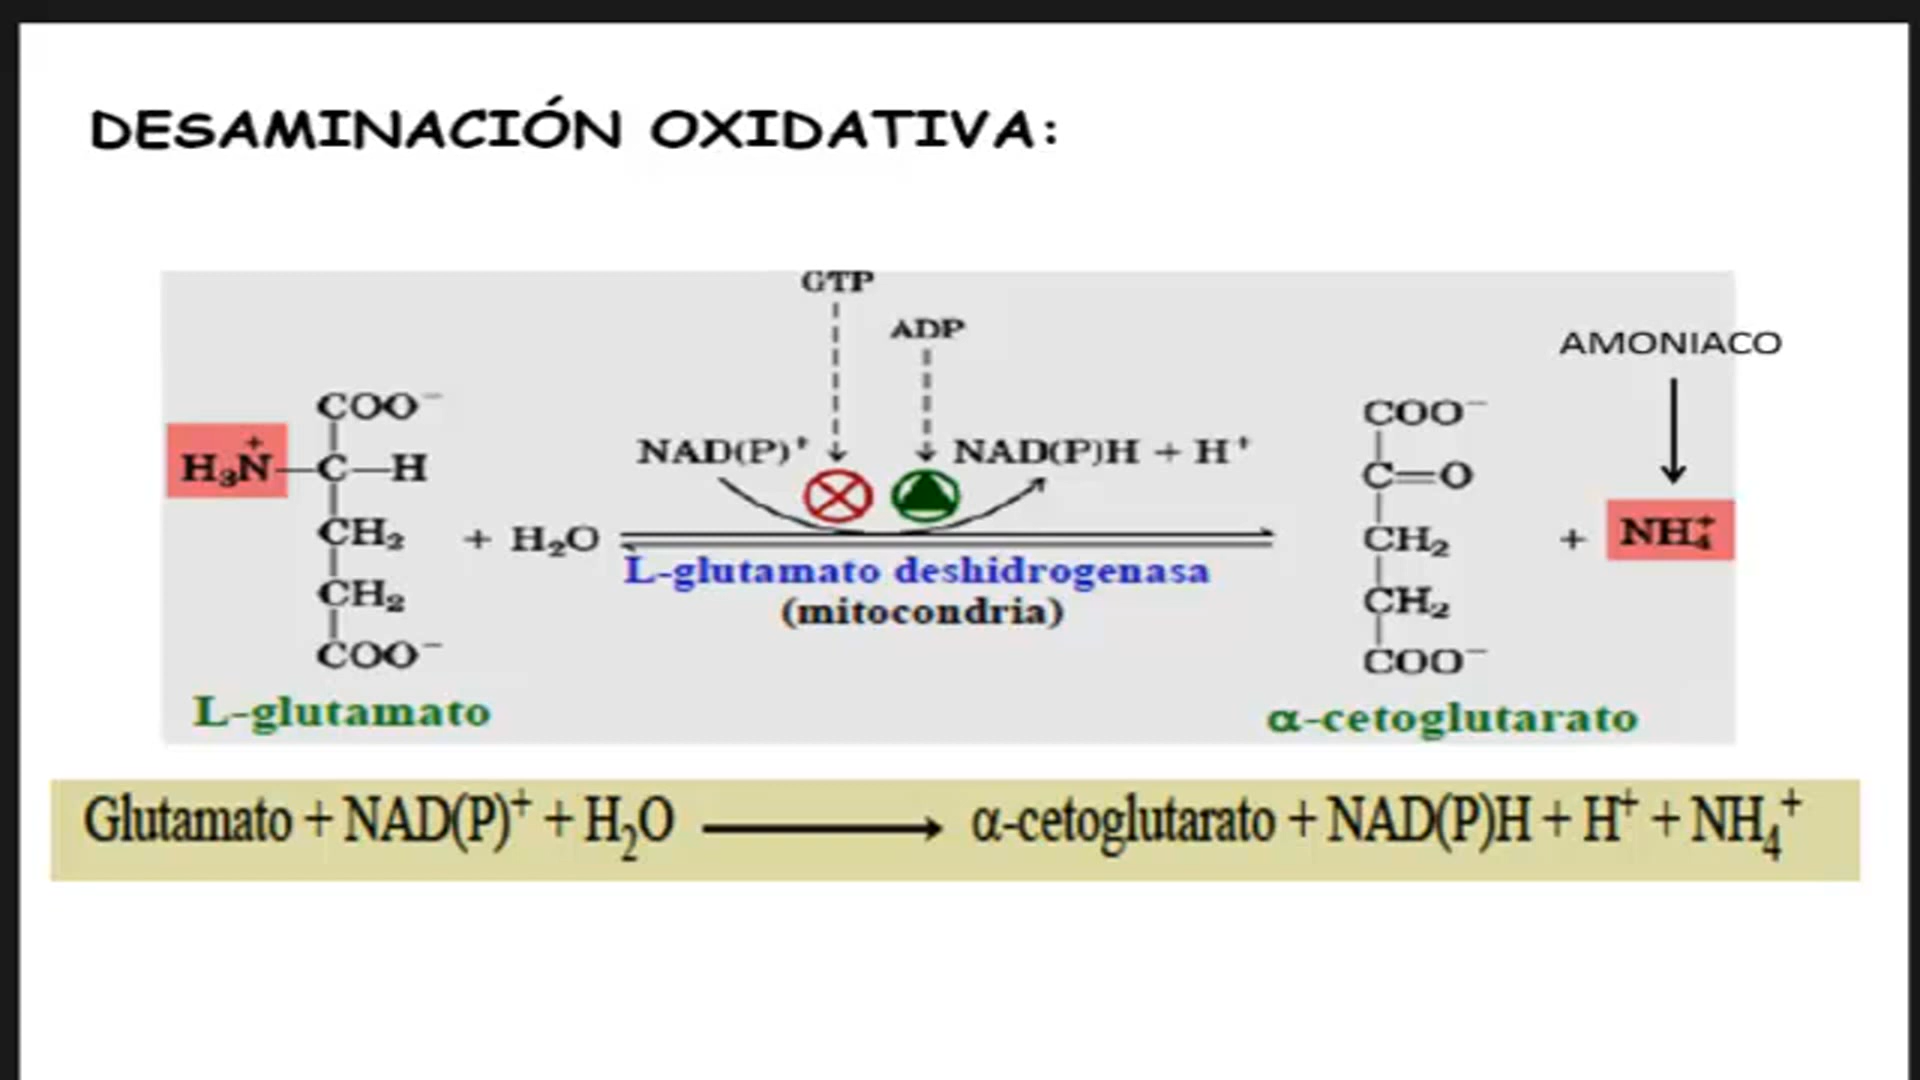 DESAMINACIÓN OXIDATIVA:
GTP
ADP
AMONIACO
NAD(P)⁺
NAD(P)H + H⁺
COO⁻
H₃N⁺—C—H
CH₂
CH₂
COO⁻
+ H₂O
L-glutamato deshidrogenasa
(mitocondria)
COO⁻
C=O
CH₂
CH₂
COO⁻
+ NH₄⁺
L-glutamato
α-cetoglutarato
Glutamato + NAD(P)⁺ + H₂O ⟶ α-cetoglutarato + NAD(P)H + H⁺ + NH₄⁺